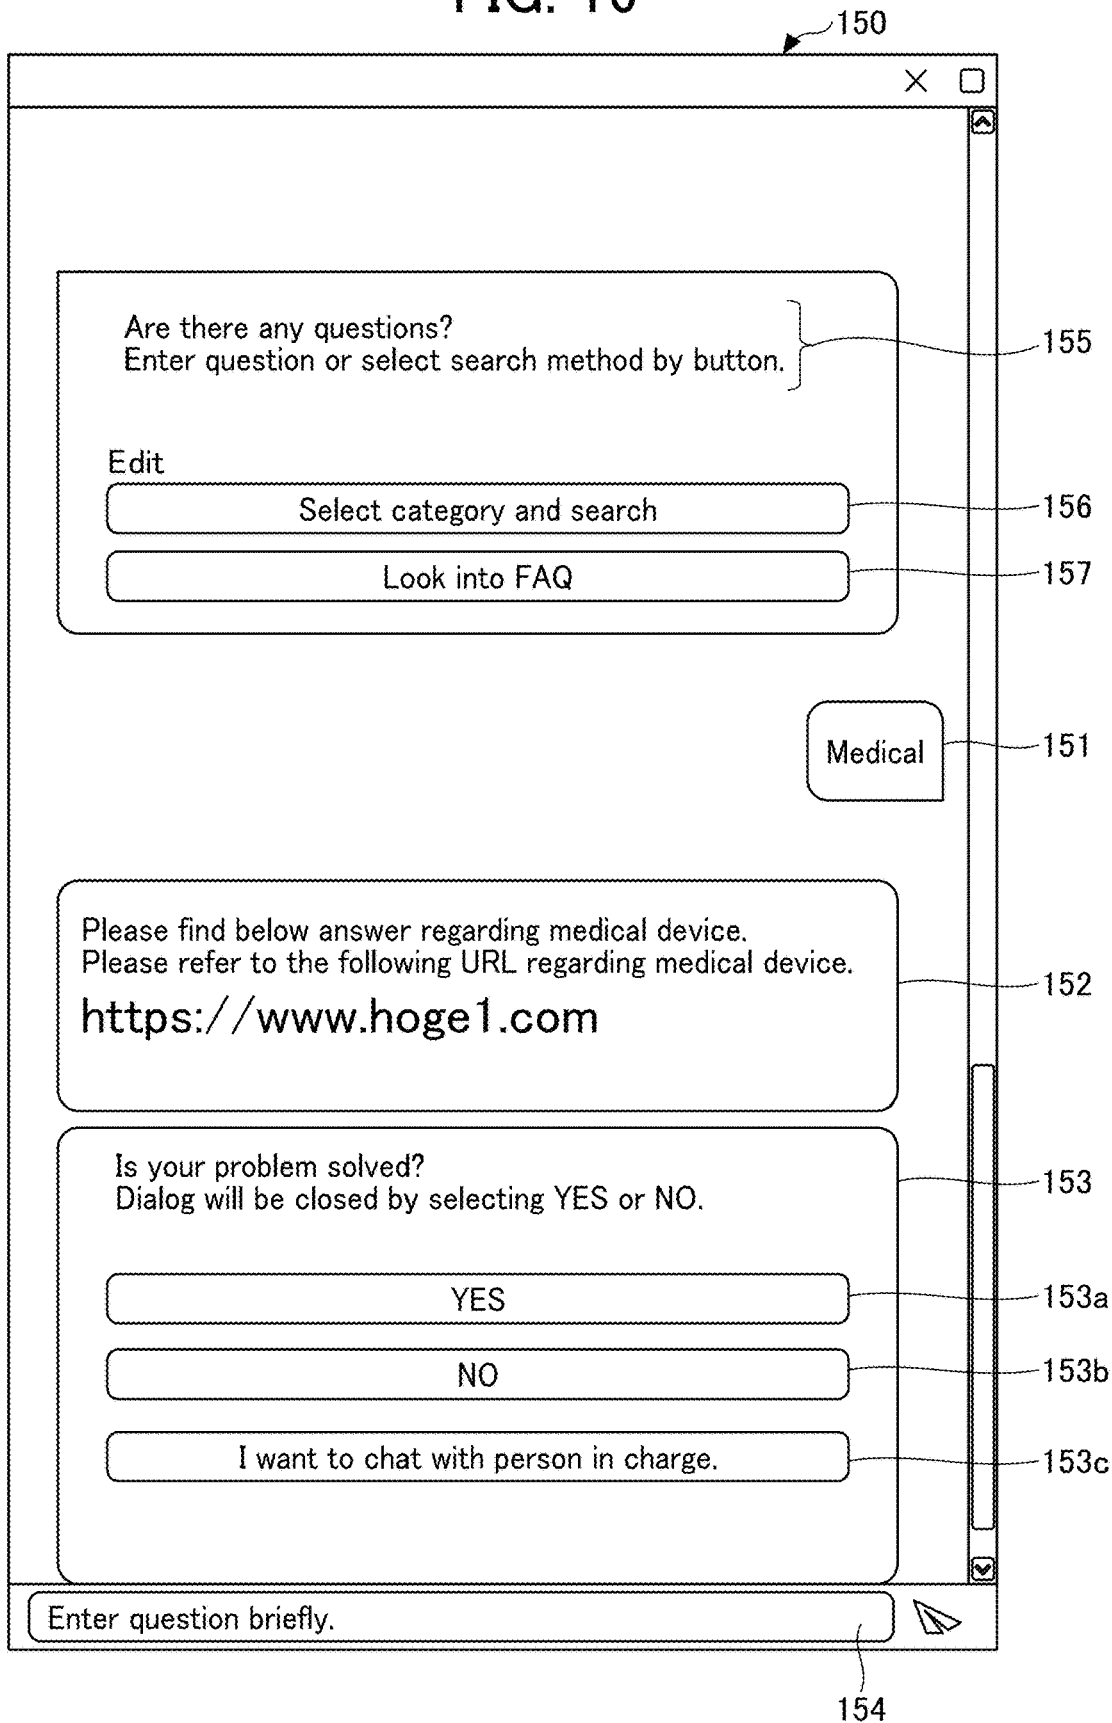 150
Are there any questions?
Enter question or select search method by button.
155
Edit
Select category and search
156
Look into FAQ
157
Medical
151
Please find below answer regarding medical device.
Please refer to the following URL regarding medical device.
https://www.hoge1.com
152
Is your problem solved?
Dialog will be closed by selecting YES or NO.
153
YES
153a
NO
153b
I want to chat with person in charge.
153c
Enter question briefly.
154